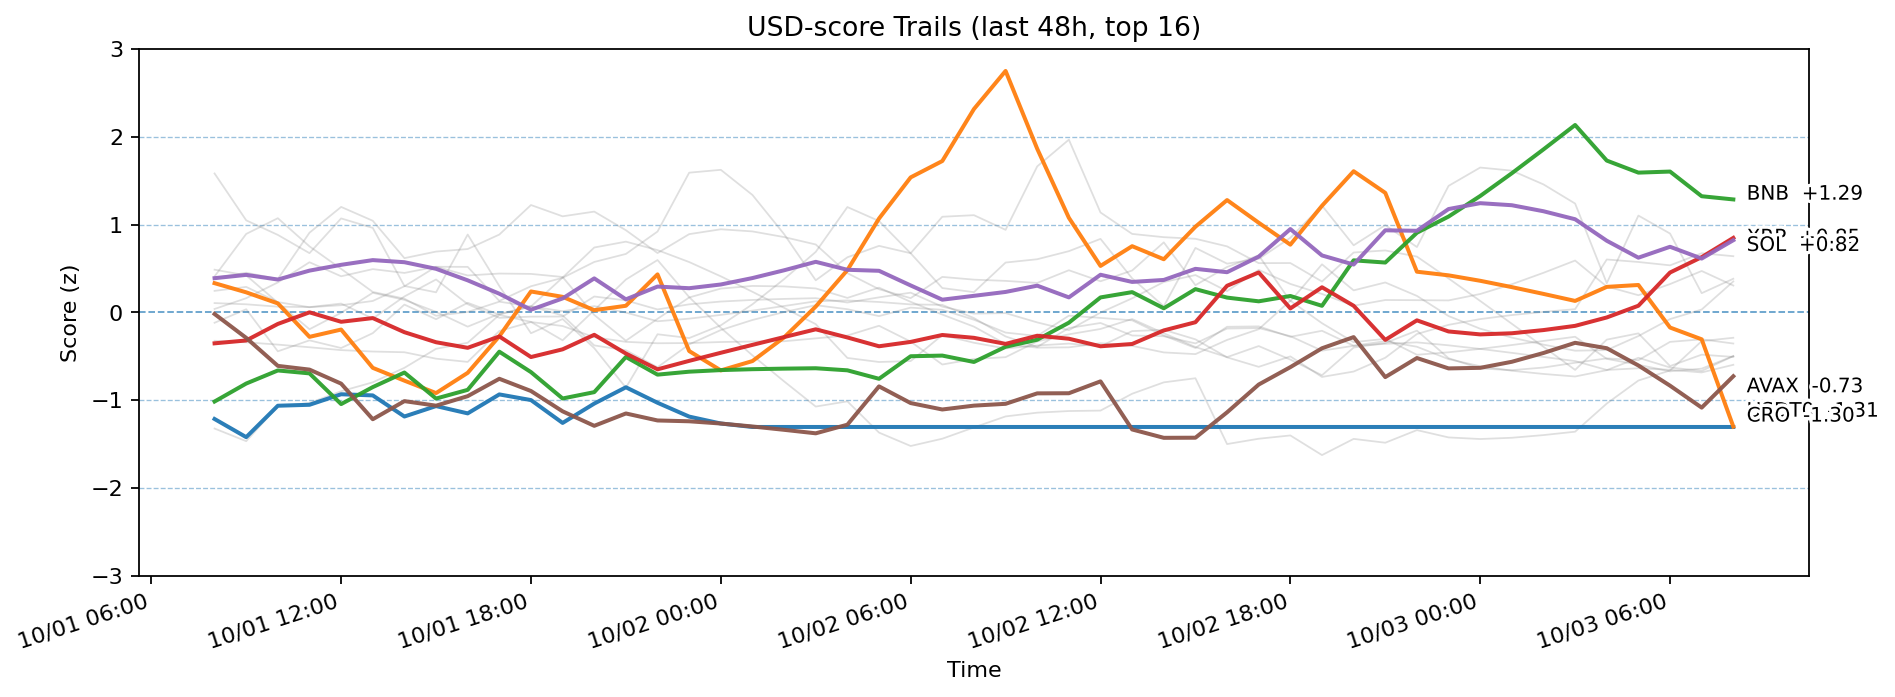 USD-score Trails (last 48h, top 16)
3
2
1
0
−1
−2
−3
Score (z)
BNB +1.29
SOL +0.82
AVAX -0.73
CRO -1.30
10/01 06:00
10/01 12:00
10/01 18:00
10/02 00:00
10/02 06:00
10/02 12:00
10/02 18:00
10/03 00:00
10/03 06:00
Time